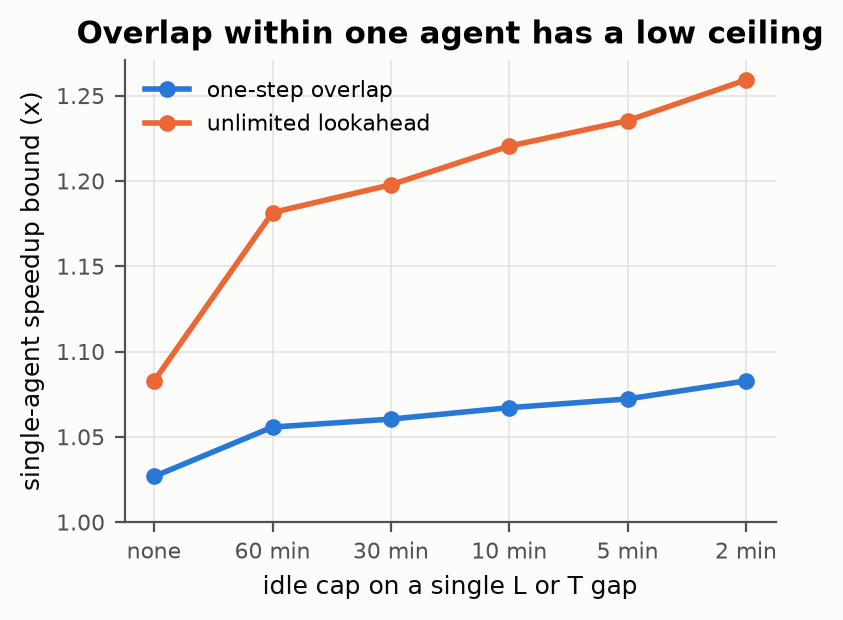 Overlap within one agent has a low ceiling
one-step overlap
unlimited lookahead
single-agent speedup bound (x)
1.25
1.20
1.15
1.10
1.05
1.00
none 60 min 30 min 10 min 5 min 2 min
idle cap on a single L or T gap